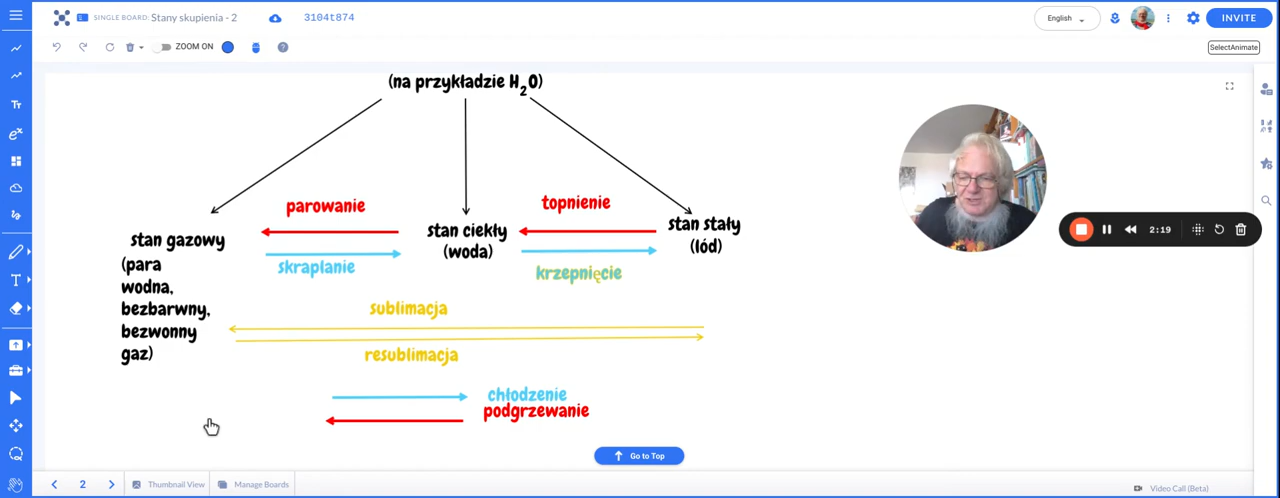 SINGLE BOARD: Stany skupienia - 2
3104t874
English
INVITE
ZOOM ON
SelectAnimate
(na przykładzie H2O)
parowanie
topnienie
stan gazowy
stan ciekły
(woda)
stan stały
(lód)
(para
wodna,
bezbarwny,
bezwonny
gaz)
skraplanie
krzepnięcie
2:19
sublimacja
resublimacja
chłodzenie
podgrzewanie
Go to Top
2
Thumbnail View
Manage Boards
Video Call (Beta)